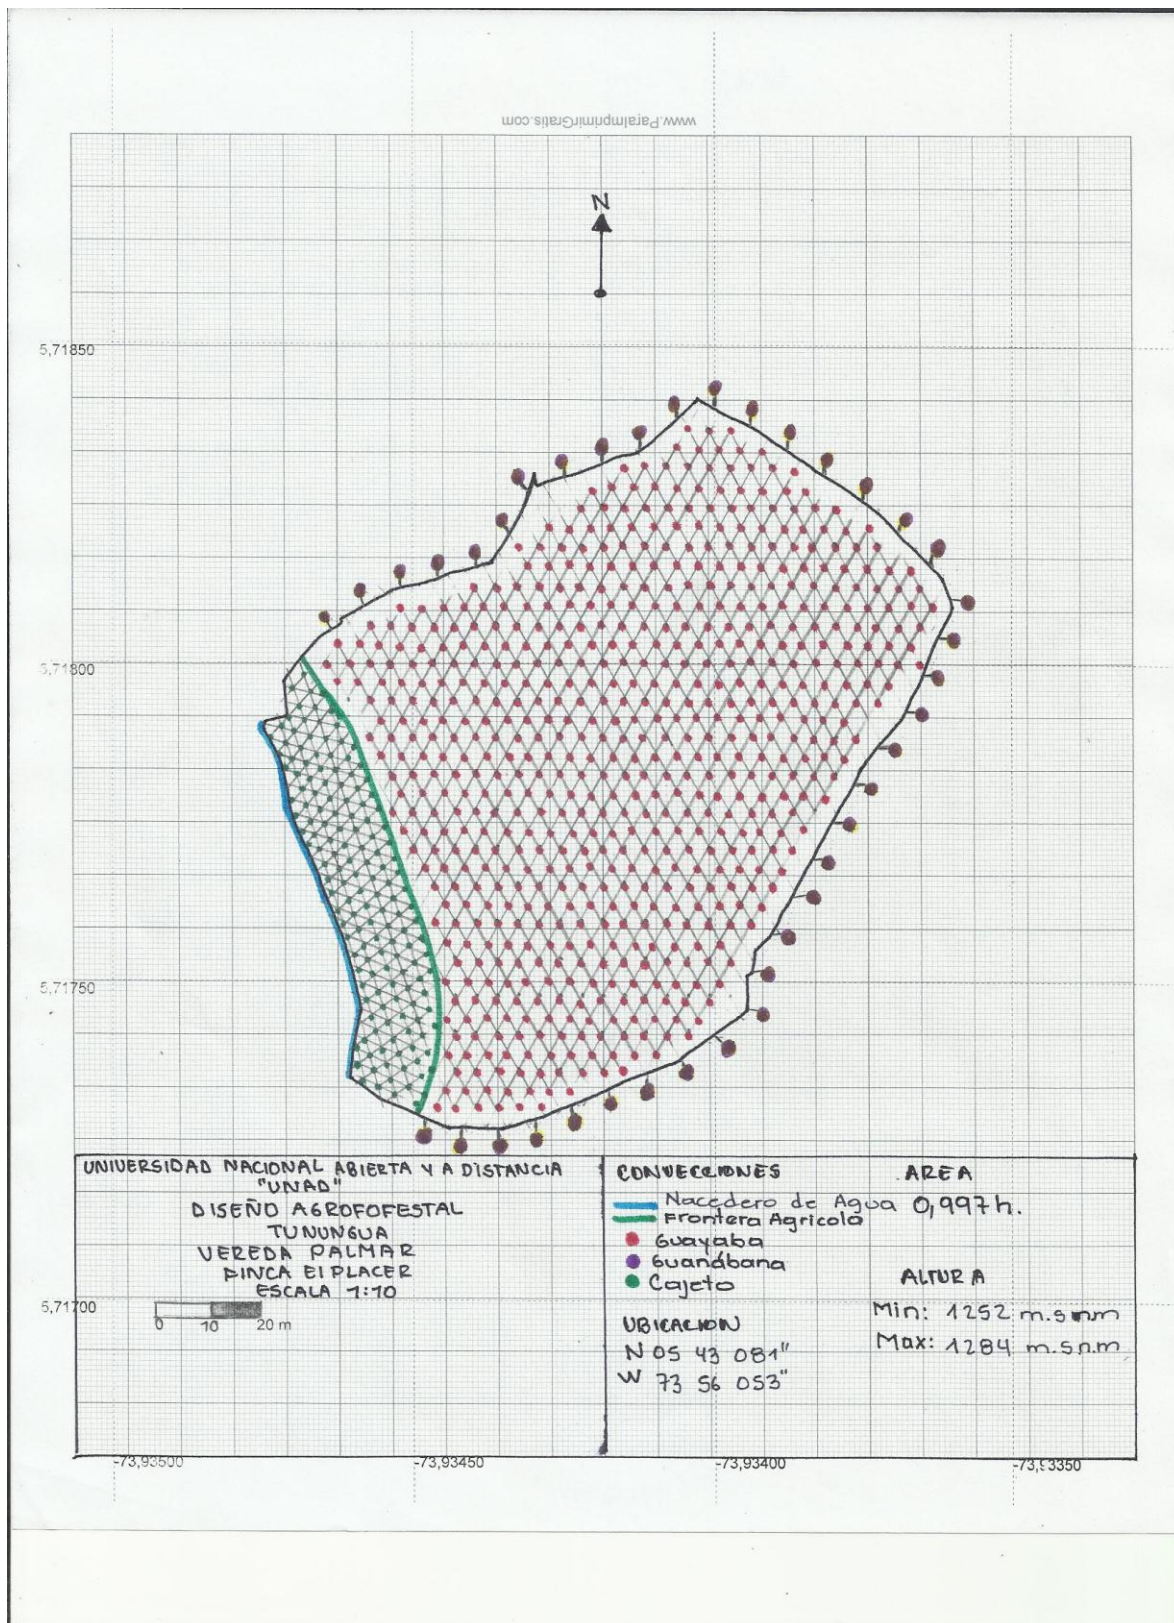 www.ParaImprimirGratis.com
N
5,71850
5,71800
5,71750
5,71700
UNIVERSIDAD NACIONAL ABIERTA Y A DISTANCIA
"UNAD"
DISEÑO AGROFOFESTAL
TUNUNGUA
VEREDA PALMAR
FINCA El PLACER
ESCALA 1:10
0 10 20 m
CONVECCIONES
Nacedero de Agua
Frontera Agricola
Guayaba
Guanábana
Cajeto
UBICACION
N 05 43 081"
W 73 56 053"
AREA
0,997h.
ALTURA
Min: 1252 m.s.n.m
Max: 1284 m.s.n.m
-73,93500 -73,93450 -73,93400 -73,93350